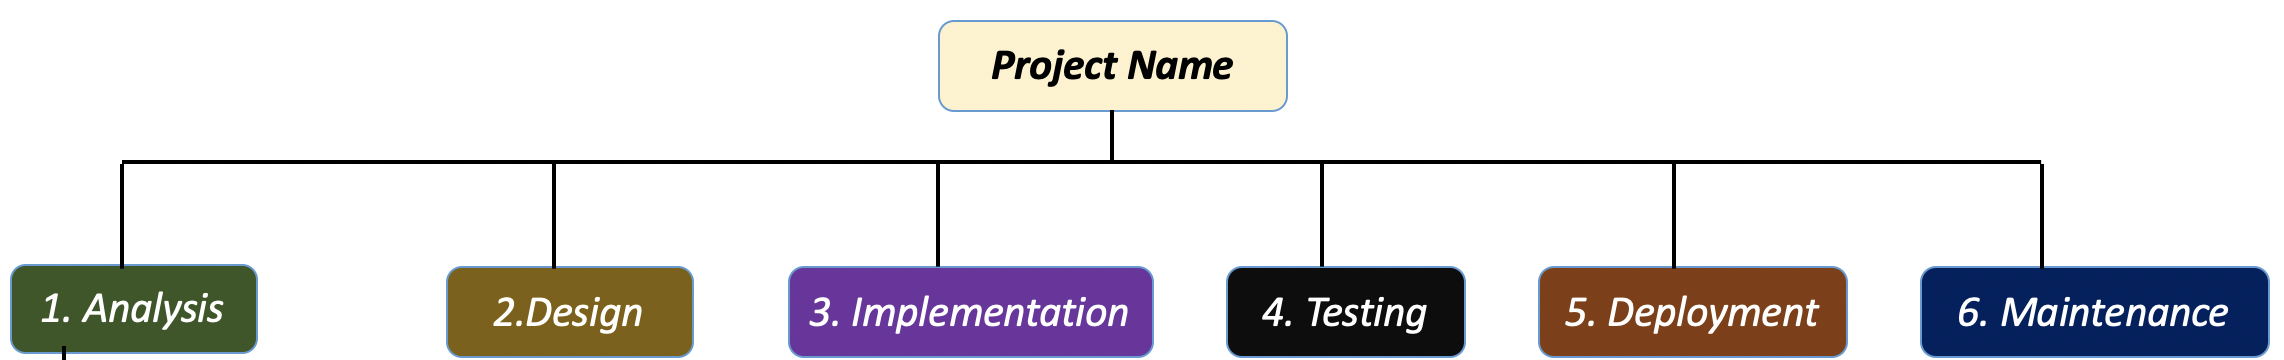 Project Name
1. Analysis
2.Design
3. Implementation
4. Testing
5. Deployment
6. Maintenance